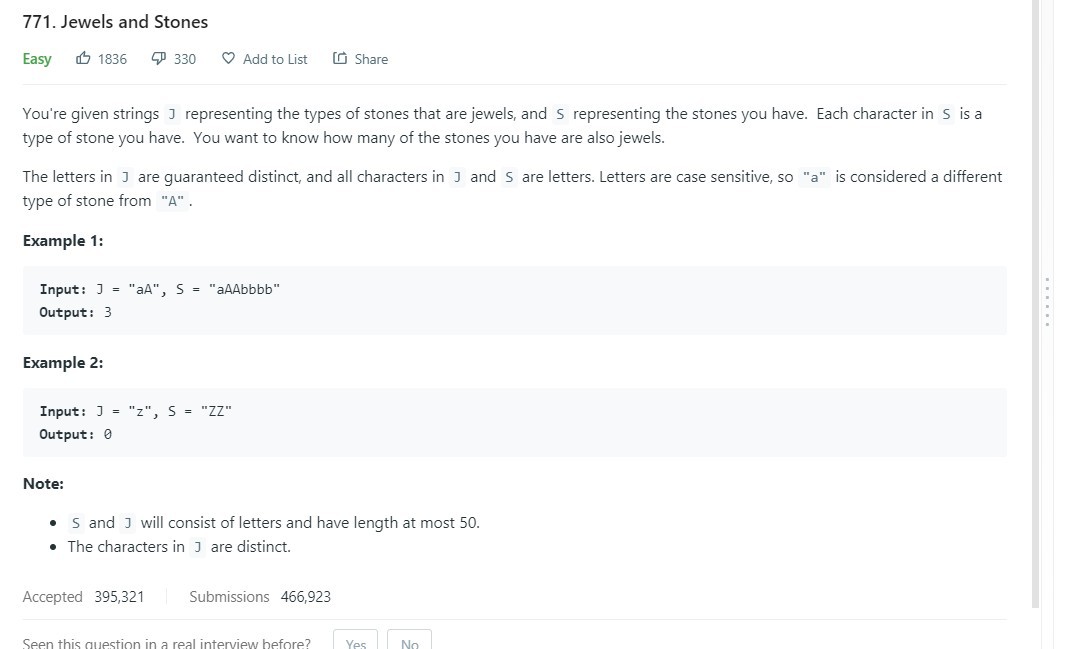 771. Jewels and Stones
Easy 1836 330 Add to List Share
You're given strings J representing the types of stones that are jewels, and S representing the stones you have. Each character in S is a
type of stone you have. You want to know how many of the stones you have are also jewels.
The letters in J are guaranteed distinct, and all characters in J and S are letters. Letters are case sensitive, so "a" is considered a different
type of stone from "A".
Example 1:
Input: J = "aA", S = "aAAbbbb"
Output: 3
Example 2:
Input: J = "z", S = "ZZ"
Output: 0
Note:
• S and J will consist of letters and have length at most 50.
• The characters in J are distinct.
Accepted 395,321 Submissions 466,923
Seen this question in a real interview before? Yes No